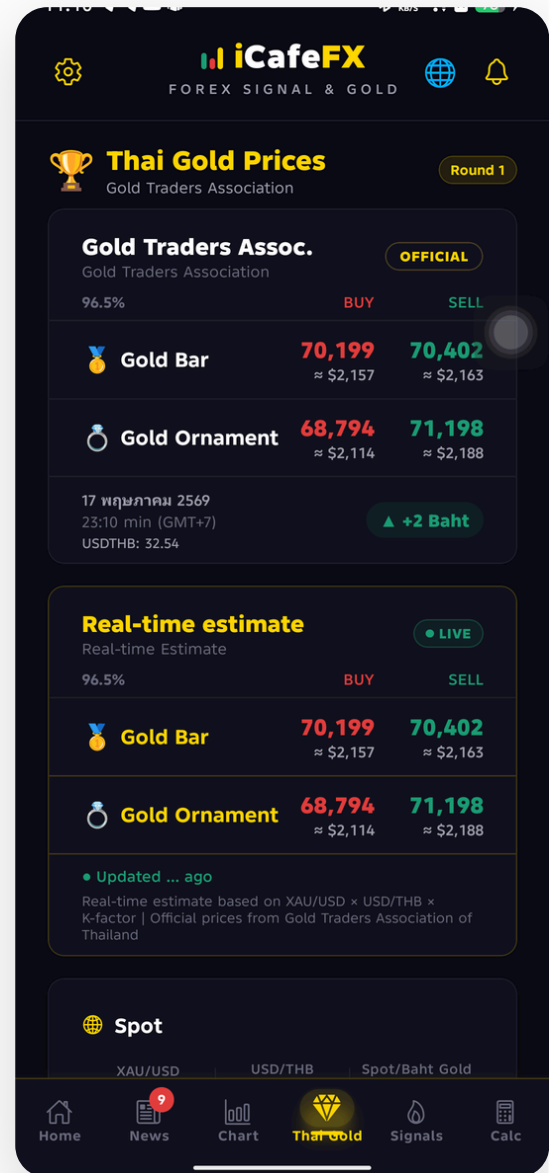 iCafeFX
FOREX SIGNAL & GOLD
Thai Gold Prices
Gold Traders Association
Round 1
Gold Traders Assoc.
Gold Traders Association
OFFICIAL
96.5% BUY SELL
Gold Bar 70,199 70,402
≈ $2,157 ≈ $2,163
Gold Ornament 68,794 71,198
≈ $2,114 ≈ $2,188
17 พฤษภาคม 2569
23:10 min (GMT+7)
USDTHB: 32.54
▲ +2 Baht
Real-time estimate
Real-time Estimate
● LIVE
96.5% BUY SELL
Gold Bar 70,199 70,402
≈ $2,157 ≈ $2,163
Gold Ornament 68,794 71,198
≈ $2,114 ≈ $2,188
● Updated ... ago
Real-time estimate based on XAU/USD × USD/THB ×
K-factor | Official prices from Gold Traders Association of
Thailand
Spot
XAU/USD USD/THB Spot/Baht Gold
9
Home News Chart Thai Gold Signals Calc